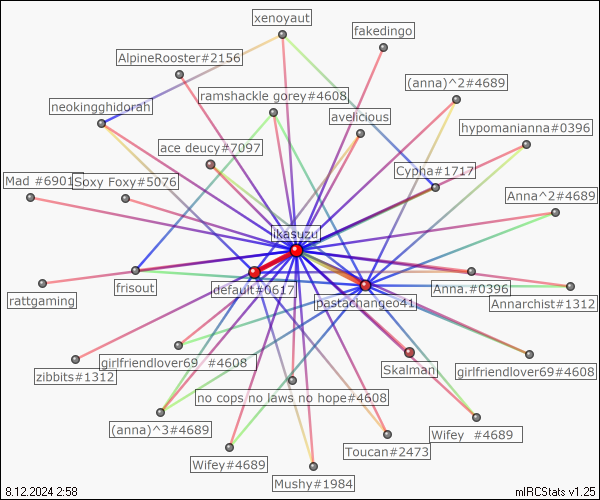 xenoyaut
fakedingo
AlpineRooster#2156
(anna)^2#4689
ramshackle gorey#4608
neokingghidorah
avelicious
hypomanianna#0396
ace deucy#7097
Cypha#1717
Mad #6901
Soxy Foxy#5076
Anna^2#4689
ikasuzu
frisout
default#0617
Anna.#0396
rattgaming
pastachangeo41
Annarchist#1312
girlfriendlover69 #4608
zibbits#1312
Skalman
girlfriendlover69#4608
no cops no laws no hope#4608
(anna)^3#4689
Wifey #4689
Toucan#2473
Wifey#4689
Mushy#1984
8.12.2024 2:58
mIRCStats v1.25